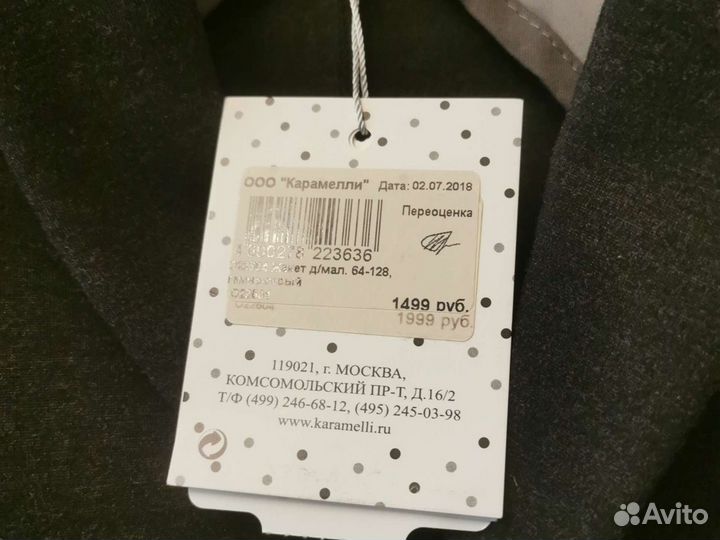 ООО "Карамелли" Дата: 02.07.2018
Переоценка
223636
д/мал. 64-128,
1499 руб.
1999 руб.
119021, г. МОСКВА,
КОМСОМОЛЬСКИЙ ПР-Т, Д.16/2
Т/Ф (499) 246-68-12, (495) 245-03-98
www.karamelli.ru
Avito